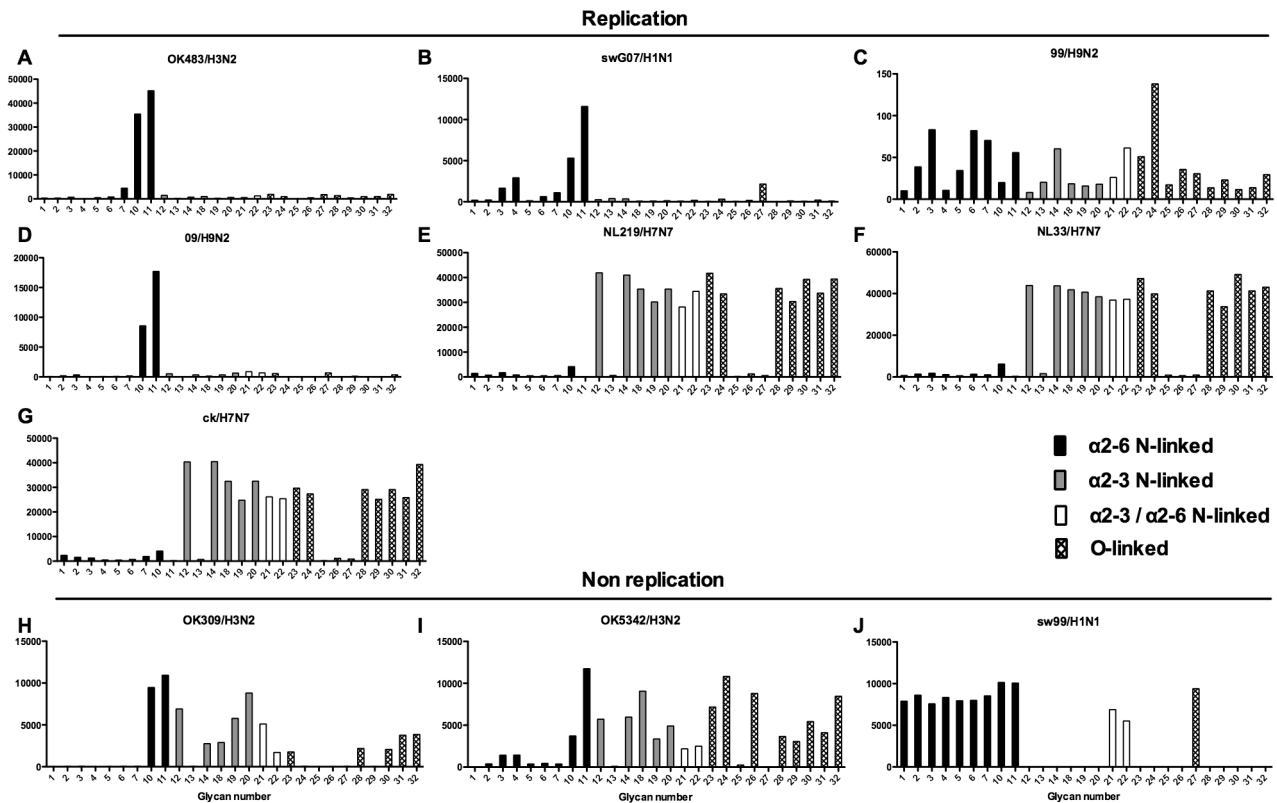 Replication
A
OK483/H3N2
50000
40000
30000
20000
10000
0
1 2 3 4 5 6 7 10 11 12 13 14 18 19 20 21 22 23 24 25 26 27 28 29 30 31 32
B
swG07/H1N1
15000
10000
5000
0
1 2 3 4 5 6 7 10 11 12 13 14 18 19 20 21 22 23 24 25 26 27 28 29 30 31 32
C
99/H9N2
150
100
50
0
1 2 3 4 5 6 7 10 11 12 13 14 18 19 20 21 22 23 24 25 26 27 28 29 30 31 32
D
09/H9N2
20000
15000
10000
5000
0
1 2 3 4 5 6 7 10 11 12 13 14 18 19 20 21 22 23 24 25 26 27 28 29 30 31 32
E
NL219/H7N7
50000
40000
30000
20000
10000
0
1 2 3 4 5 6 7 10 11 12 13 14 18 19 20 21 22 23 24 25 26 27 28 29 30 31 32
F
NL33/H7N7
60000
40000
20000
0
1 2 3 4 5 6 7 10 11 12 13 14 18 19 20 21 22 23 24 25 26 27 28 29 30 31 32
G
ck/H7N7
50000
40000
30000
20000
10000
0
1 2 3 4 5 6 7 10 11 12 13 14 18 19 20 21 22 23 24 25 26 27 28 29 30 31 32
α2-6 N-linked
α2-3 N-linked
α2-3 / α2-6 N-linked
O-linked
Non replication
H
OK309/H3N2
15000
10000
5000
0
1 2 3 4 5 6 7 10 11 12 13 14 18 19 20 21 22 23 24 25 26 27 28 29 30 31 32
Glycan number
I
OK5342/H3N2
15000
10000
5000
0
1 2 3 4 5 6 7 10 11 12 13 14 18 19 20 21 22 23 24 25 26 27 28 29 30 31 32
Glycan number
J
sw99/H1N1
15000
10000
5000
0
1 2 3 4 5 6 7 10 11 12 13 14 18 19 20 21 22 23 24 25 26 27 28 29 30 31 32
Glycan number